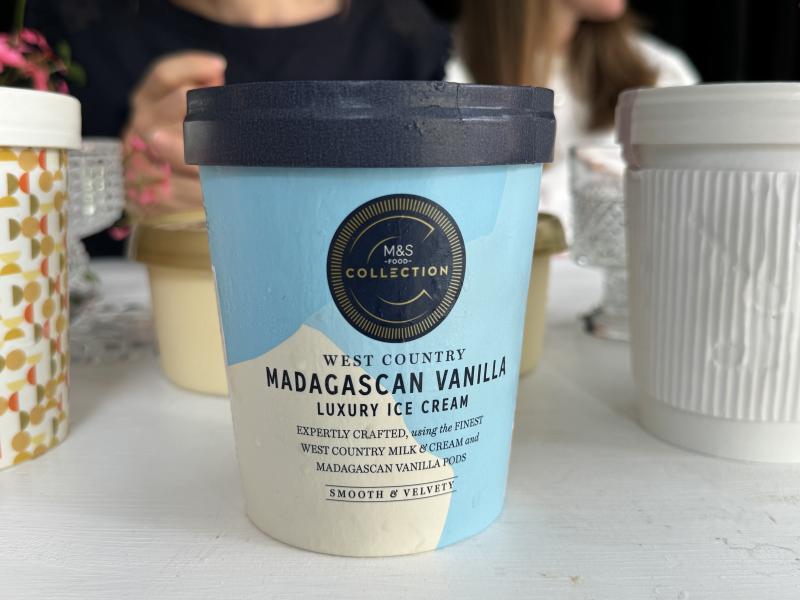 M&S
-FOOD-
COLLECTION
WEST COUNTRY
MADAGASCAN VANILLA
LUXURY ICE CREAM
EXPERTLY CRAFTED, using the FINEST
WEST COUNTRY MILK & CREAM and
MADAGASCAN VANILLA PODS
SMOOTH & VELVETY